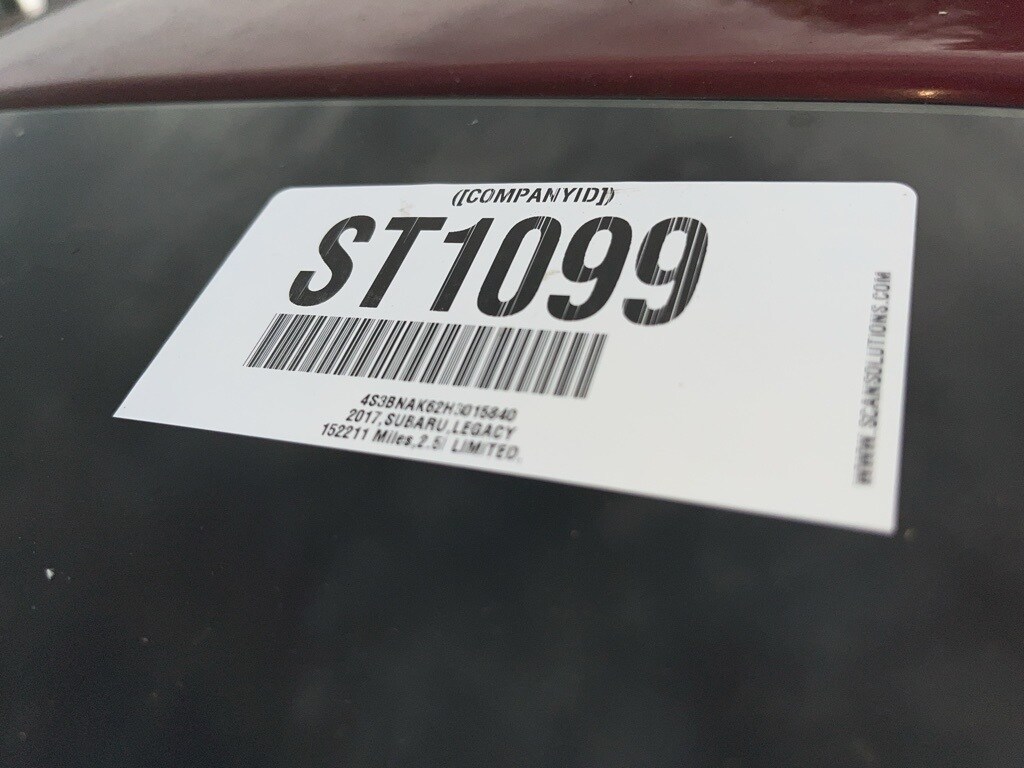 ([COMPANYID])
ST1099
4S3BNAK62H3015840
2017,SUBARU,LEGACY
152211 Miles,2.5i LIMITED,
WWW.SCANSOLUTIONS.COM